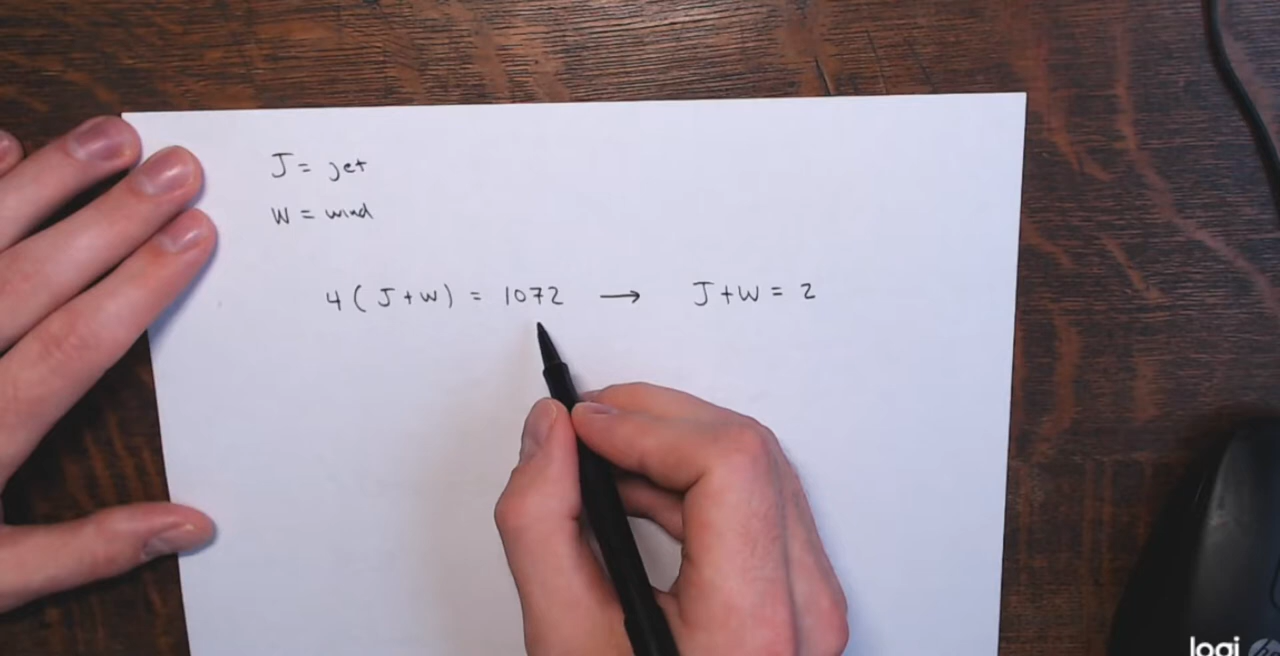 J = jet
W = wind
4 ( J + W ) = 1072 → J + W = 2
logi